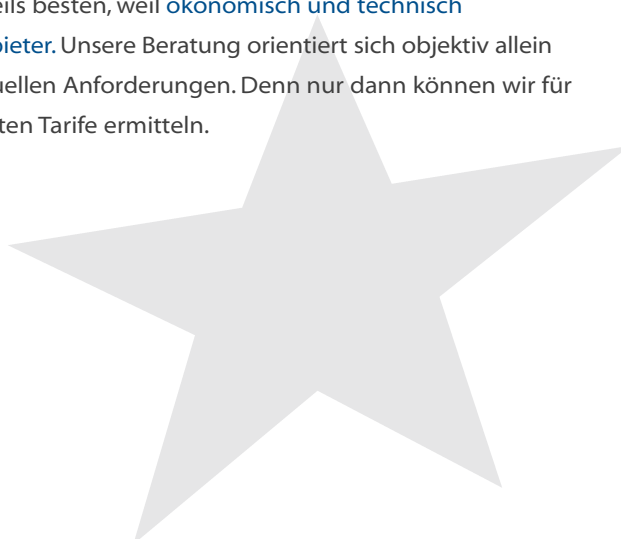 eils besten, weil ökonomisch und technisch
bieter. Unsere Beratung orientiert sich objektiv allein
uellen Anforderungen. Denn nur dann können wir für
ten Tarife ermitteln.